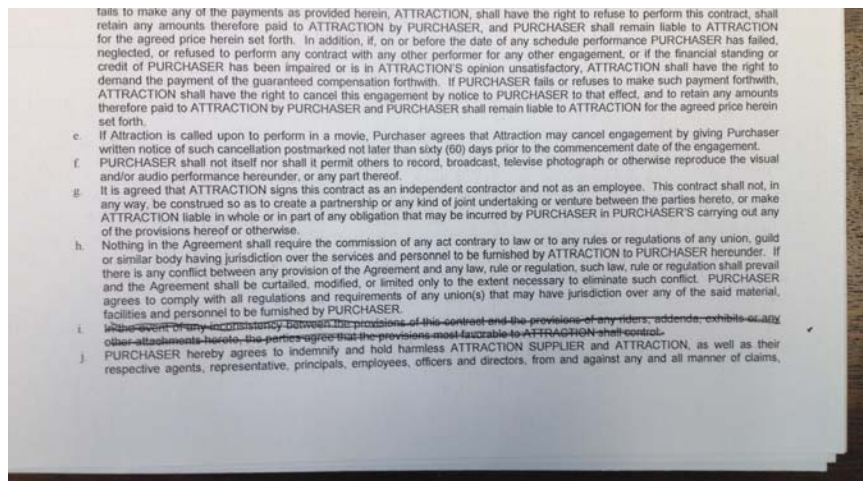 fails to make any of the payments as provided herein, ATTRACTION, shall have the right to refuse to perform this contract, shall
retain any amounts therefore paid to ATTRACTION by PURCHASER, and PURCHASER shall remain liable to ATTRACTION
for the agreed price herein set forth. In addition, if, on or before the date of any schedule performance PURCHASER has failed,
neglected, or refused to perform any contract with any other performer for any other engagement, or if the financial standing or
credit of PURCHASER has been impaired or is in ATTRACTION'S opinion unsatisfactory, ATTRACTION shall have the right to
demand the payment of the guaranteed compensation forthwith. If PURCHASER fails or refuses to make such payment forthwith,
ATTRACTION shall have the right to cancel this engagement by notice to PURCHASER to that effect, and to retain any amounts
therefore paid to ATTRACTION by PURCHASER and PURCHASER shall remain liable to ATTRACTION for the agreed price herein
set forth.
e. If Attraction is called upon to perform in a movie, Purchaser agrees that Attraction may cancel engagement by giving Purchaser
written notice of such cancellation postmarked not later than sixty (60) days prior to the commencement date of the engagement.
f. PURCHASER shall not itself nor shall it permit others to record, broadcast, televise photograph or otherwise reproduce the visual
and/or audio performance hereunder, or any part thereof.
g. It is agreed that ATTRACTION signs this contract as an independent contractor and not as an employee. This contract shall not, in
any way, be construed so as to create a partnership or any kind of joint undertaking or venture between the parties hereto, or make
ATTRACTION liable in whole or in part of any obligation that may be incurred by PURCHASER in PURCHASER'S carrying out any
of the provisions hereof or otherwise.
h. Nothing in the Agreement shall require the commission of any act contrary to law or to any rules or regulations of any union, guild
or similar body having jurisdiction over the services and personnel to be furnished by ATTRACTION to PURCHASER hereunder. If
there is any conflict between any provision of the Agreement and any law, rule or regulation, such law, rule or regulation shall prevail
and the Agreement shall be curtailed, modified, or limited only to the extent necessary to eliminate such conflict. PURCHASER
agrees to comply with all regulations and requirements of any union(s) that may have jurisdiction over any of the said material,
facilities and personnel to be furnished by PURCHASER.
i. In the event of any inconsistency between the provisions of this contract and the provisions of any riders, addenda, exhibits or any
other attachments hereto, the parties agree that the provisions most favorable to ATTRACTION shall control.
j. PURCHASER hereby agrees to indemnify and hold harmless ATTRACTION SUPPLIER and ATTRACTION, as well as their
respective agents, representative, principals, employees, officers and directors, from and against any and all manner of claims,